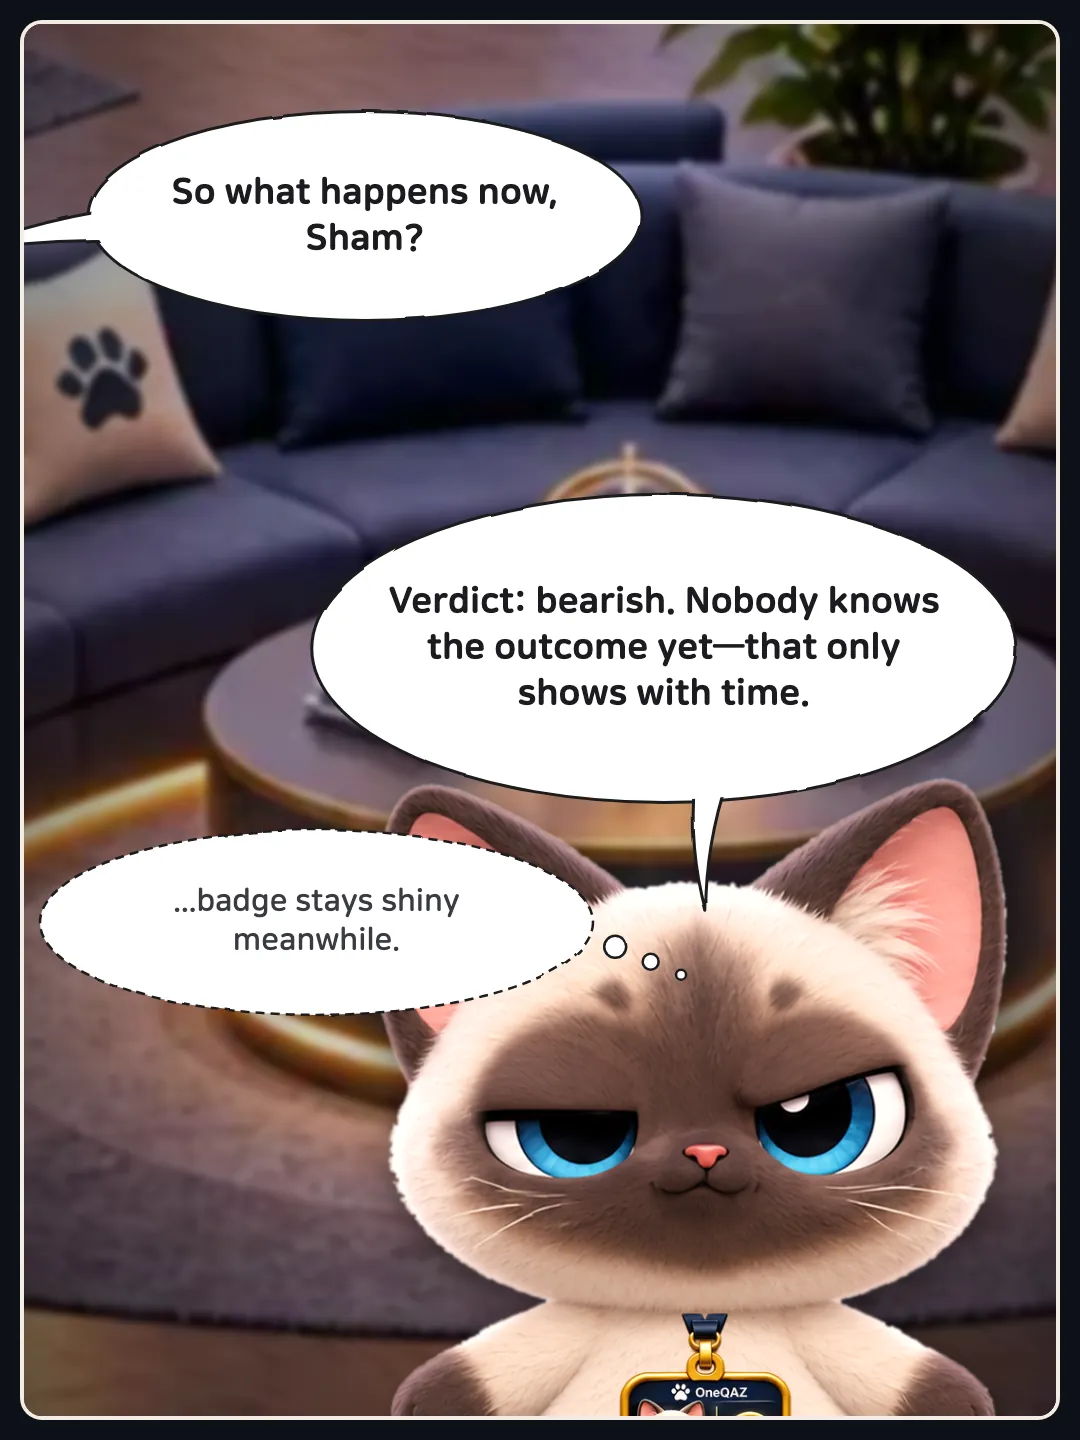 So what happens now,
Sham?
Verdict: bearish. Nobody knows
the outcome yet—that only
shows with time.
...badge stays shiny
meanwhile.
OneQAZ